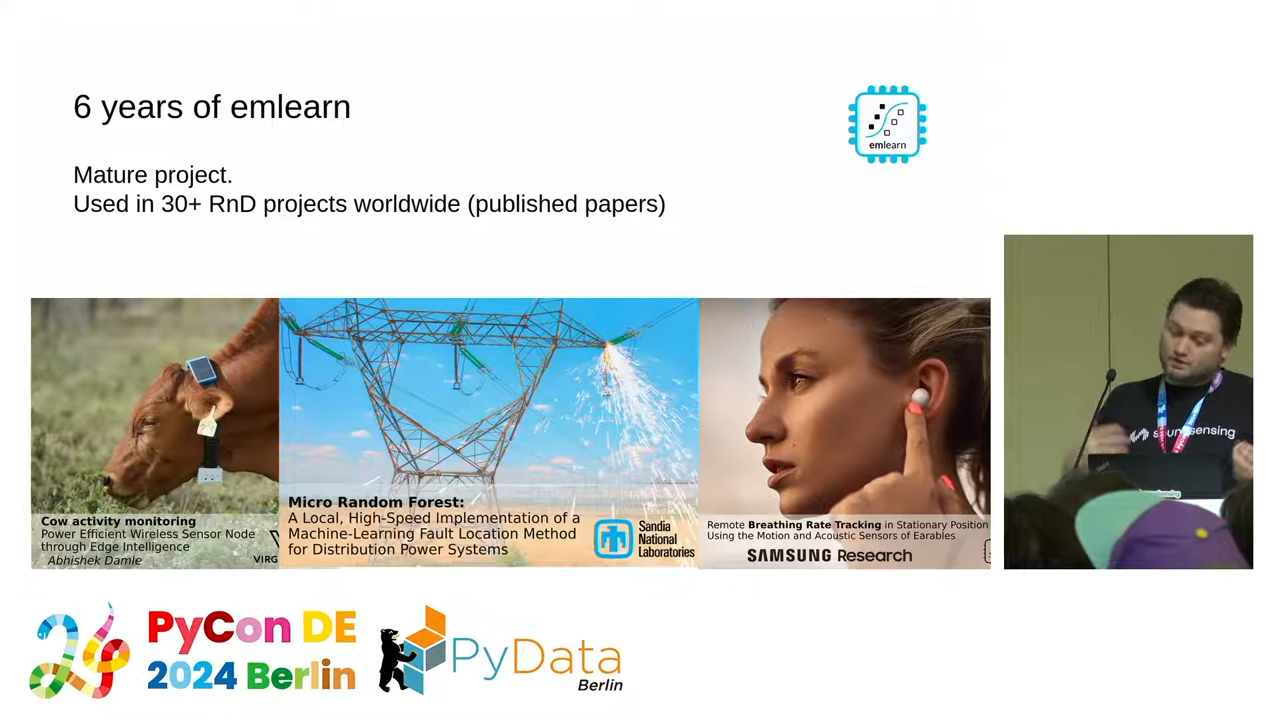 6 years of emlearn
emlearn
Mature project.
Used in 30+ RnD projects worldwide (published papers)
Cow activity monitoring
Power Efficient Wireless Sensor Node
through Edge Intelligence
Abhishek Damle
VIRG
Micro Random Forest:
A Local, High-Speed Implementation of a
Machine-Learning Fault Location Method
for Distribution Power Systems
Sandia
National
Laboratories
Remote Breathing Rate Tracking in Stationary Position
Using the Motion and Acoustic Sensors of Earables
SAMSUNG Research
soundsensing
PyCon DE
2024 Berlin
PyData
Berlin